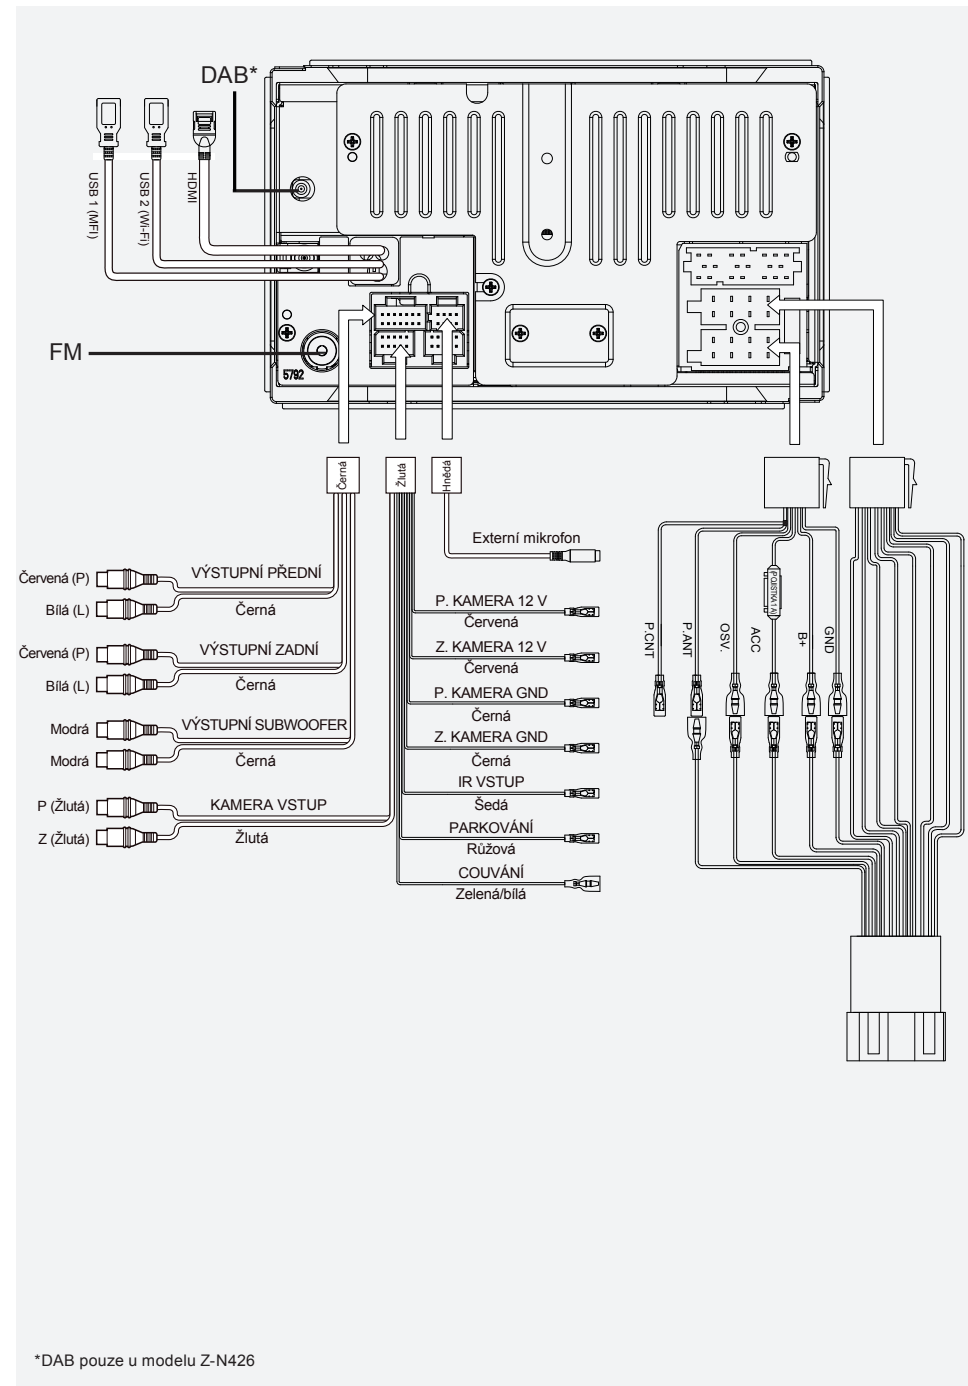 DAB*
USB 1 (MFI)
USB 2 (Wi-Fi)
HDMI
FM
5792
Černá
Žlutá
Hnědá
Externí mikrofon
Červená (P)
VÝSTUPNÍ PŘEDNÍ
Bílá (L)
Černá
Červená (P)
VÝSTUPNÍ ZADNÍ
Bílá (L)
Černá
Modrá
VÝSTUPNÍ SUBWOOFER
Modrá
Černá
P (Žlutá)
KAMERA VSTUP
Z (Žlutá)
Žlutá
P. KAMERA 12 V
Červená
Z. KAMERA 12 V
Červená
P. KAMERA GND
Černá
Z. KAMERA GND
Černá
IR VSTUP
Šedá
PARKOVÁNÍ
Růžová
COUVÁNÍ
Zelená/bílá
P.CNT
P.ANT
OSV.
ACC
POJISTKA 1A
B+
GND
*DAB pouze u modelu Z-N426